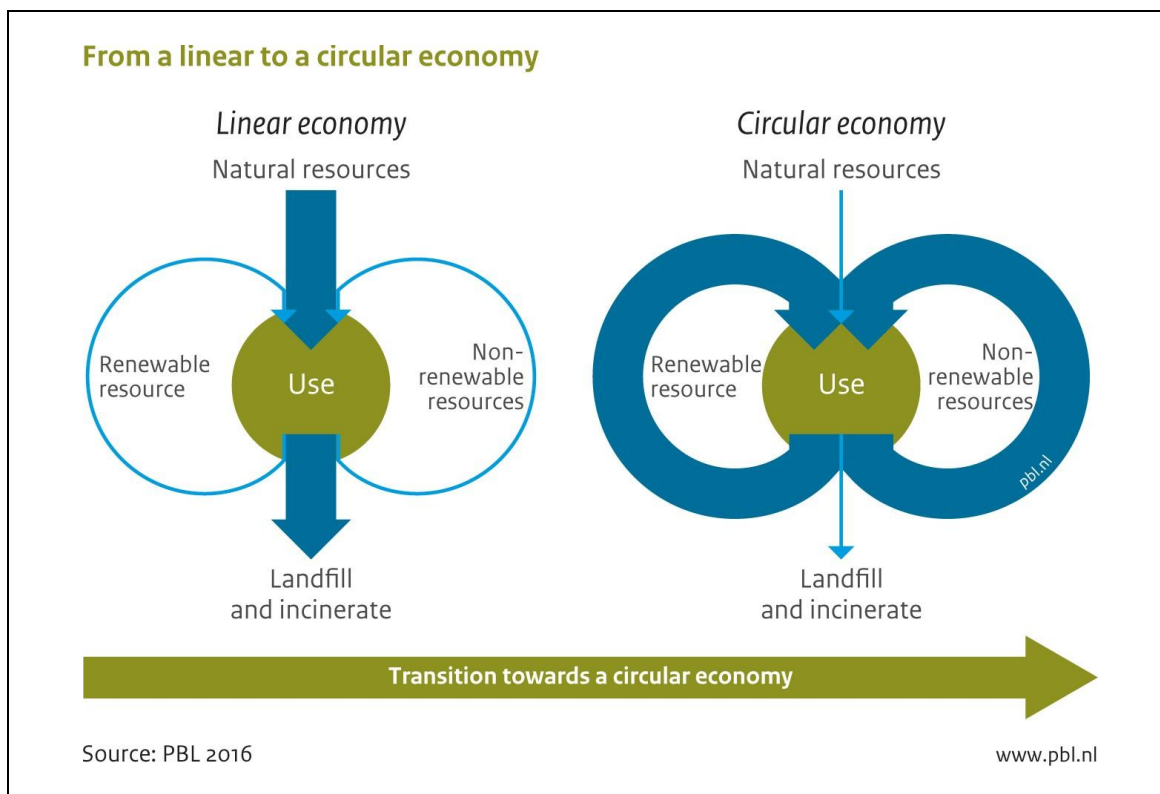 From a linear to a circular economy
Linear economy
Natural resources
Renewable
resource
Use
Non-
renewable
resources
Landfill
and incinerate
Circular economy
Natural resources
Renewable
resource
Use
Non-
renewable
resources
pbl.nl
Landfill
and incinerate
Transition towards a circular economy
Source: PBL 2016
www.pbl.nl